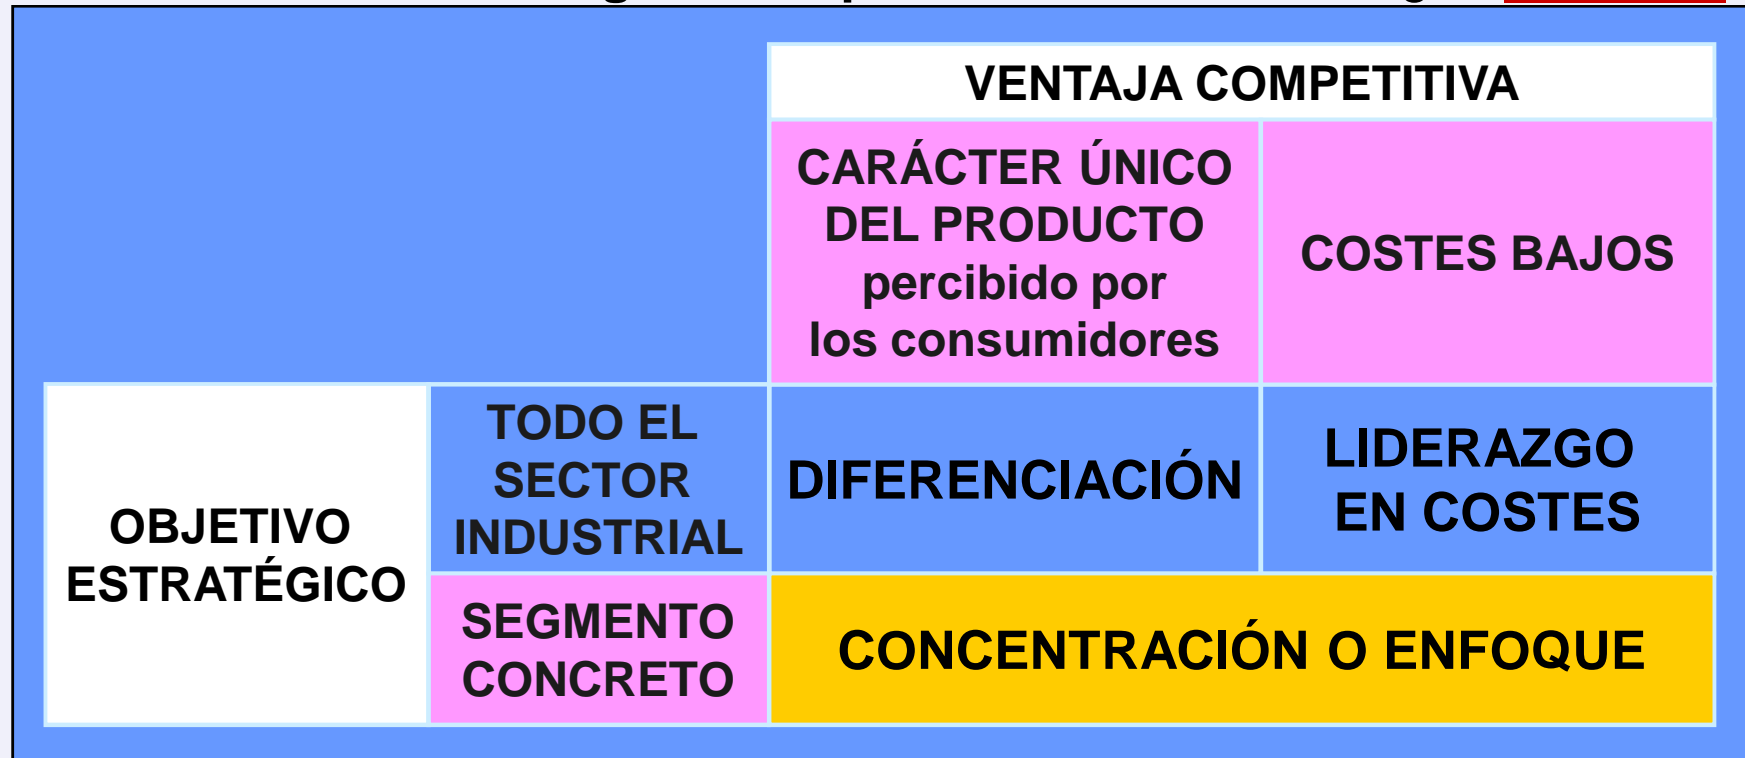 VENTAJA COMPETITIVA
CARÁCTER ÚNICO
DEL PRODUCTO
percibido por
los consumidores
COSTES BAJOS
OBJETIVO
ESTRATÉGICO
TODO EL
SECTOR
INDUSTRIAL
DIFERENCIACIÓN
LIDERAZGO
EN COSTES
SEGMENTO
CONCRETO
CONCENTRACIÓN O ENFOQUE